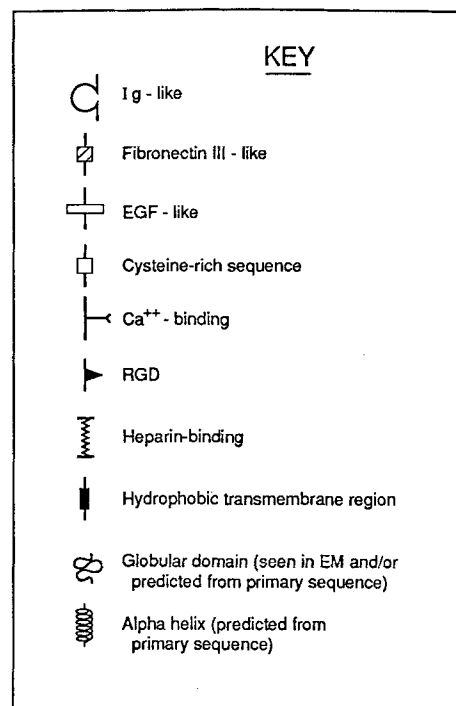 KEY
Ig - like
Fibronectin III - like
EGF - like
Cysteine-rich sequence
Ca++ - binding
RGD
Heparin-binding
Hydrophobic transmembrane region
Globular domain (seen in EM and/or
predicted from primary sequence)
Alpha helix (predicted from
primary sequence)